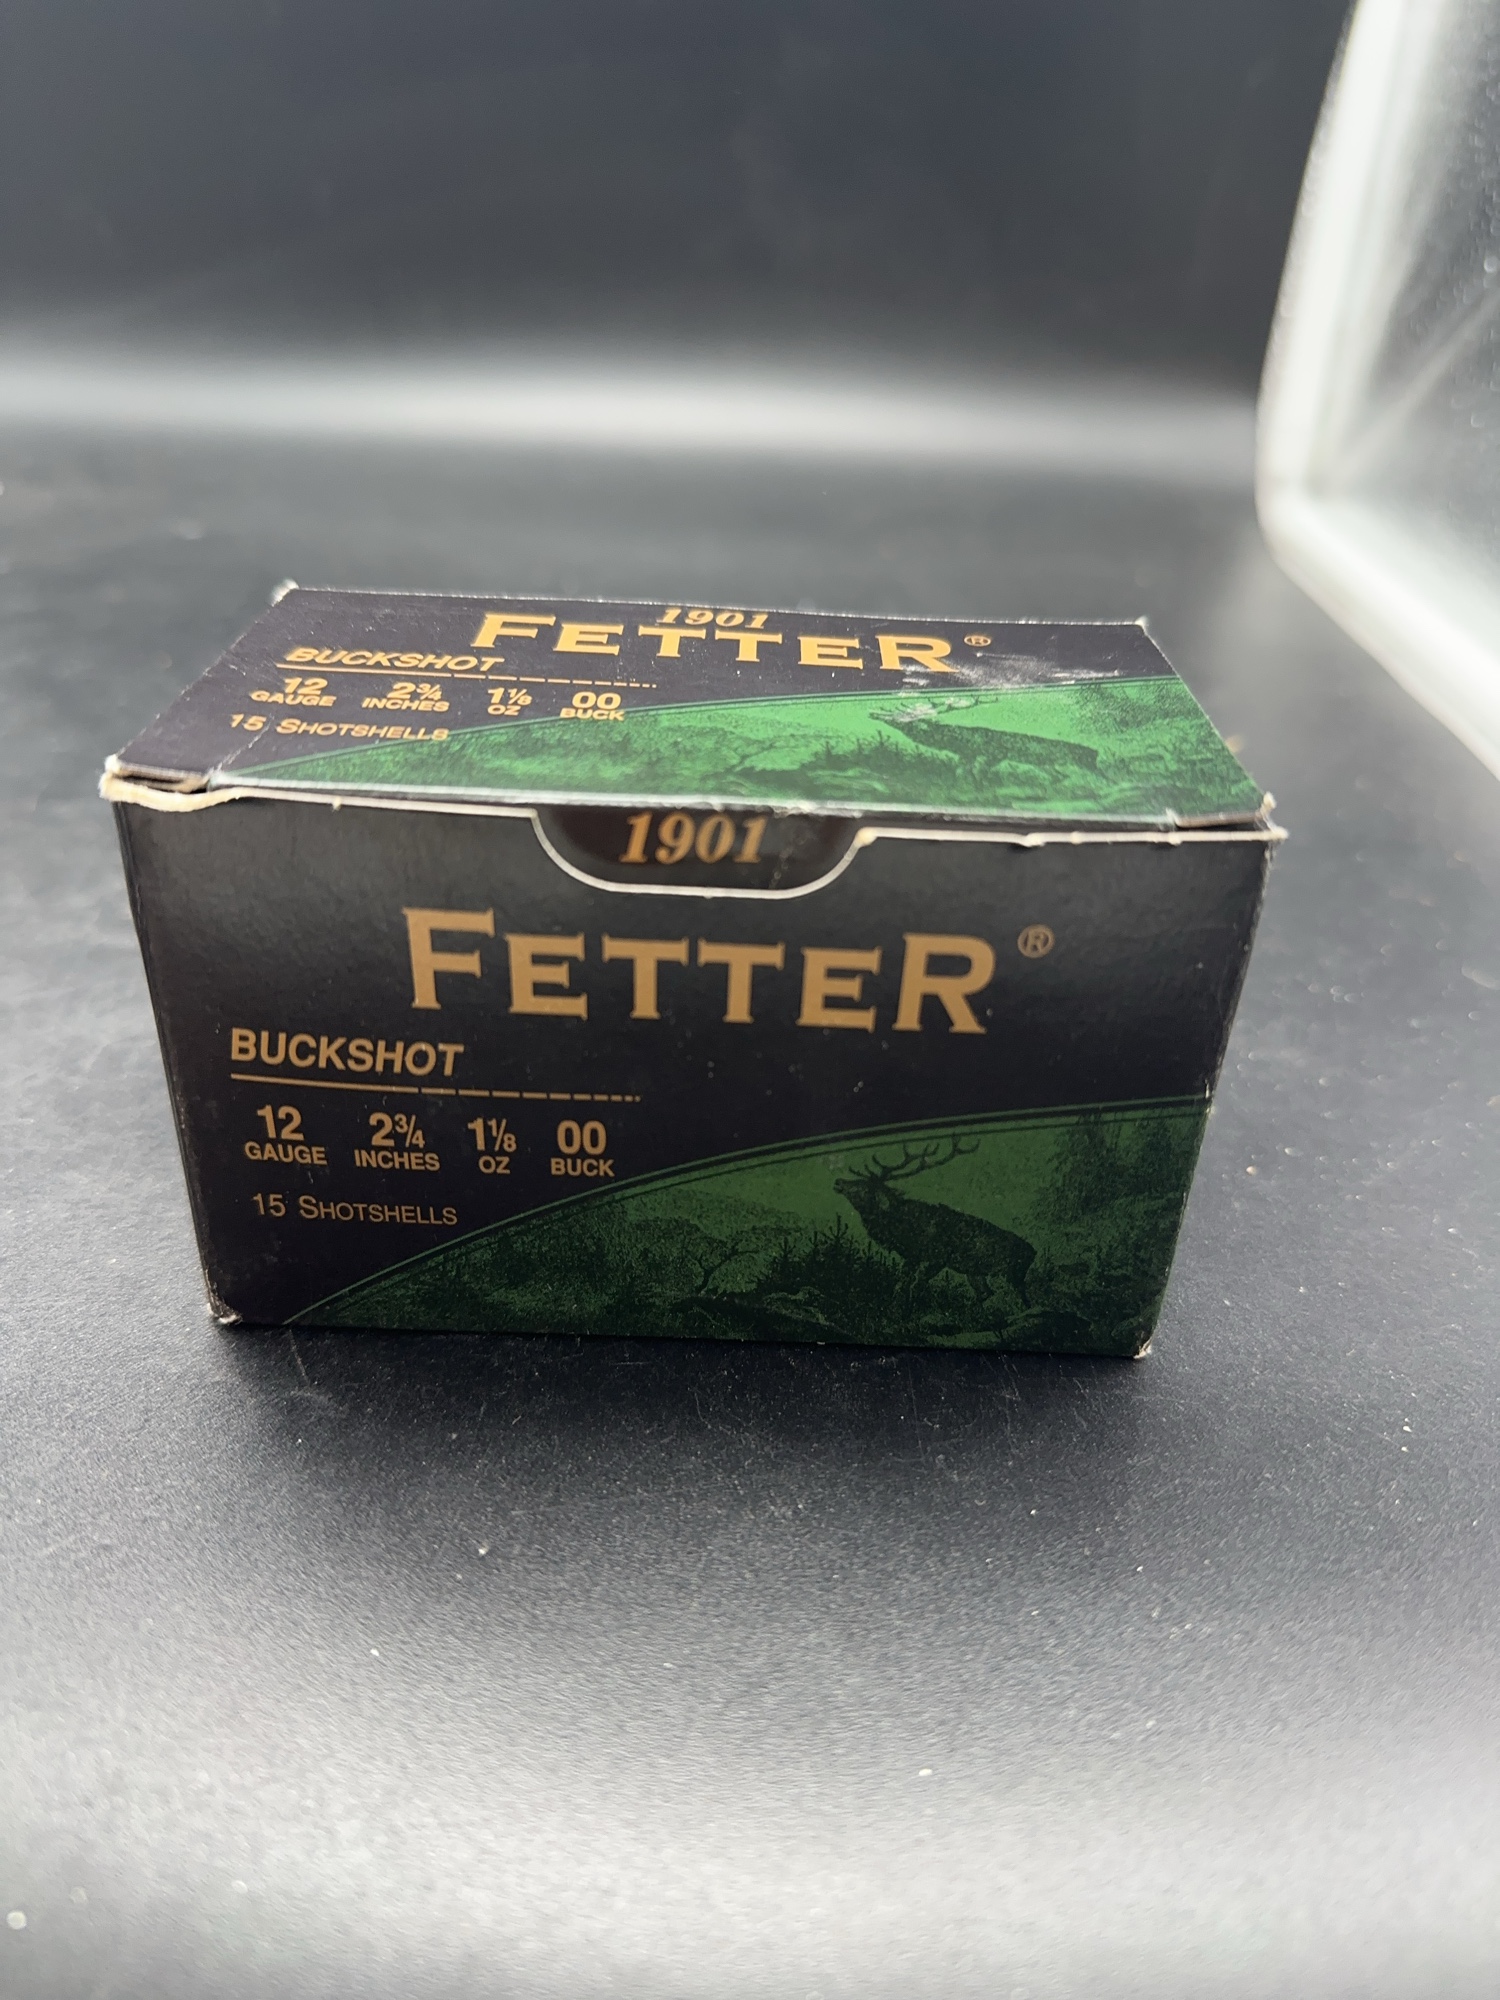 1901
FETTER®
BUCKSHOT
12 2¾ 1⅛ 00
GAUGE INCHES OZ BUCK
15 SHOTSHELLS
1901
FETTER®
BUCKSHOT
12 2¾ 1⅛ 00
GAUGE INCHES OZ BUCK
15 SHOTSHELLS